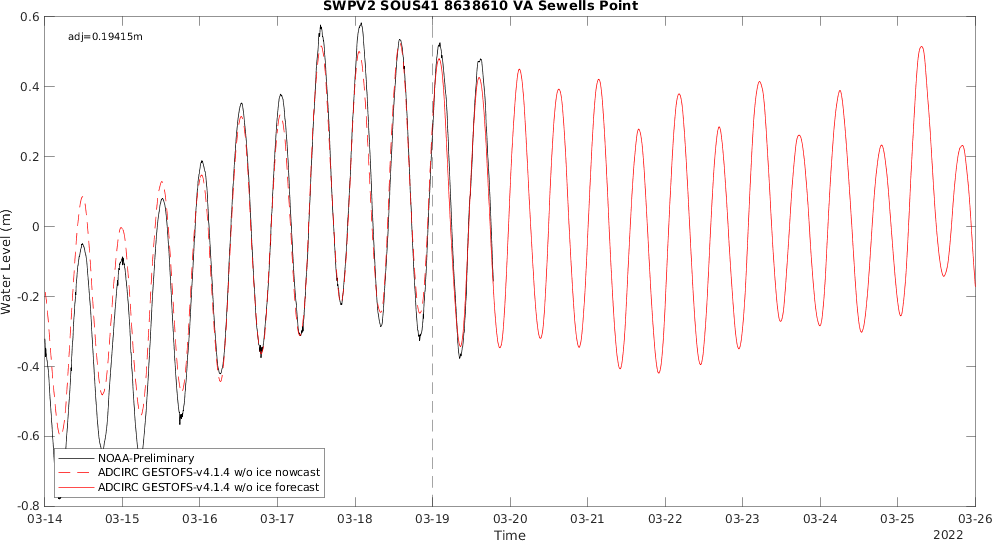 SWPV2 SOUS41 8638610 VA Sewells Point
adj=0.19415m
0.6
0.4
0.2
0
-0.2
-0.4
-0.6
-0.8
Water Level (m)
NOAA-Preliminary
ADCIRC GESTOFS-v4.1.4 w/o ice nowcast
ADCIRC GESTOFS-v4.1.4 w/o ice forecast
03-14 03-15 03-16 03-17 03-18 03-19 03-20 03-21 03-22 03-23 03-24 03-25 03-26
Time
2022